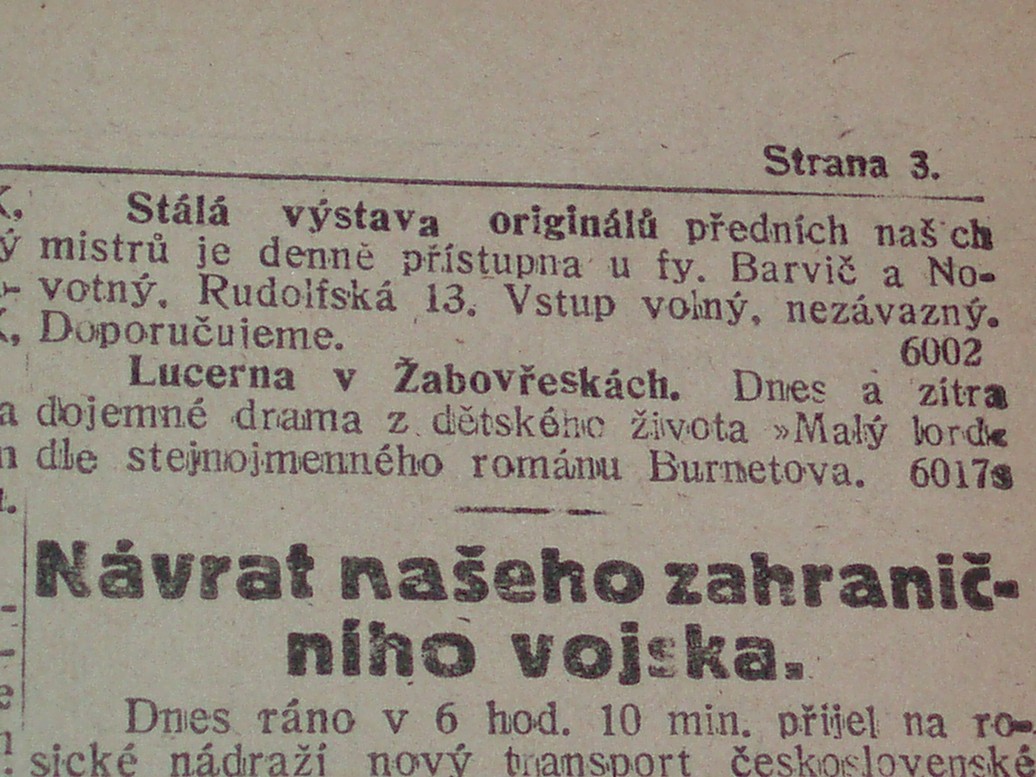 Strana 3.
Stálá výstava originálů předních naš ch
mistrů je denně přístupna u fy. Barvič a No-
votný, Rudolfská 13. Vstup volný, nezávazný.
Doporučujeme. 6002
Lucerna v Žabovřeskách. Dnes a zítra
dojemné drama z dětského života »Malý lord«
dle stejnojmenného románu Burnetova. 6017s
Návrat našeho zahranič-
ního vojska.
Dnes ráno v 6 hod. 10 min. přijel na ro-
sické nádraží nový transport československé